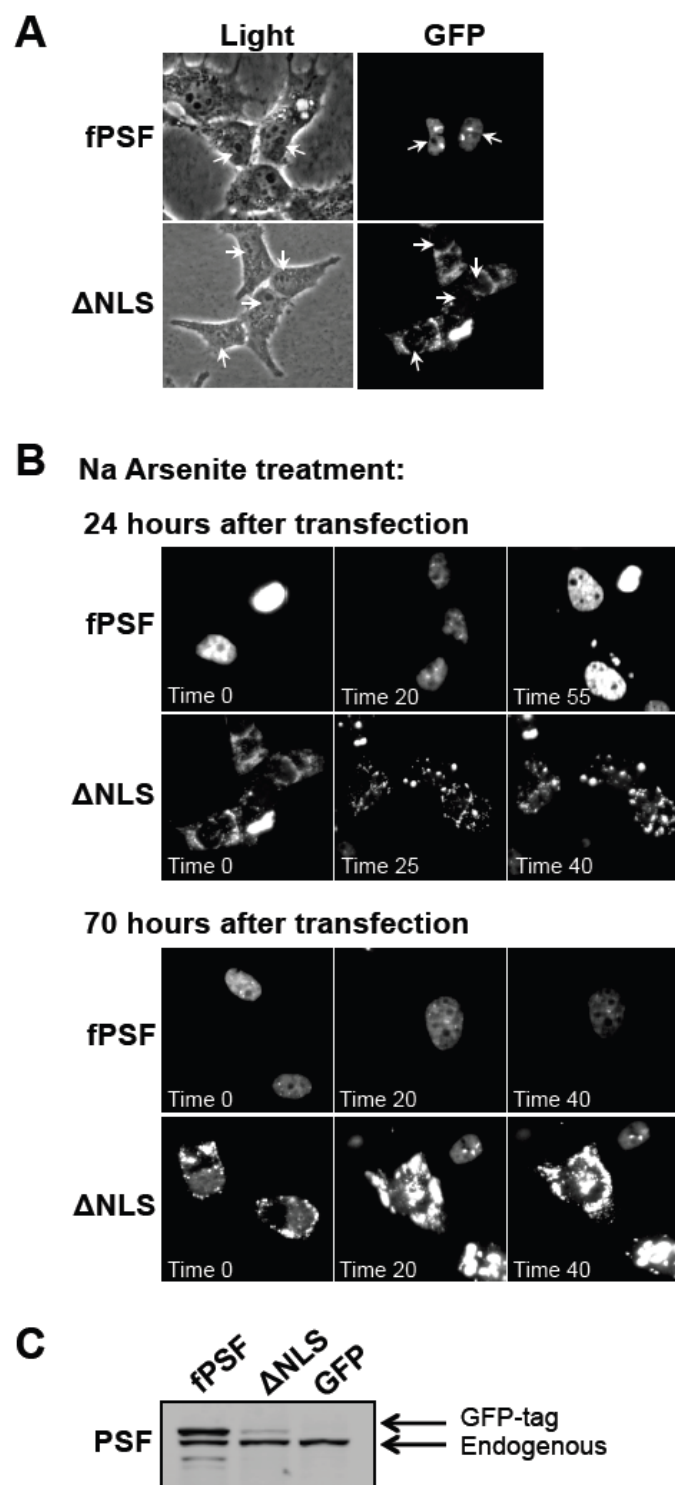 A
Light GFP
fPSF
ΔNLS
B Na Arsenite treatment:
24 hours after transfection
fPSF
Time 0 Time 20 Time 55
ΔNLS
Time 0 Time 25 Time 40
70 hours after transfection
fPSF
Time 0 Time 20 Time 40
ΔNLS
Time 0 Time 20 Time 40
C
fPSF ΔNLS GFP
PSF
GFP-tag
Endogenous